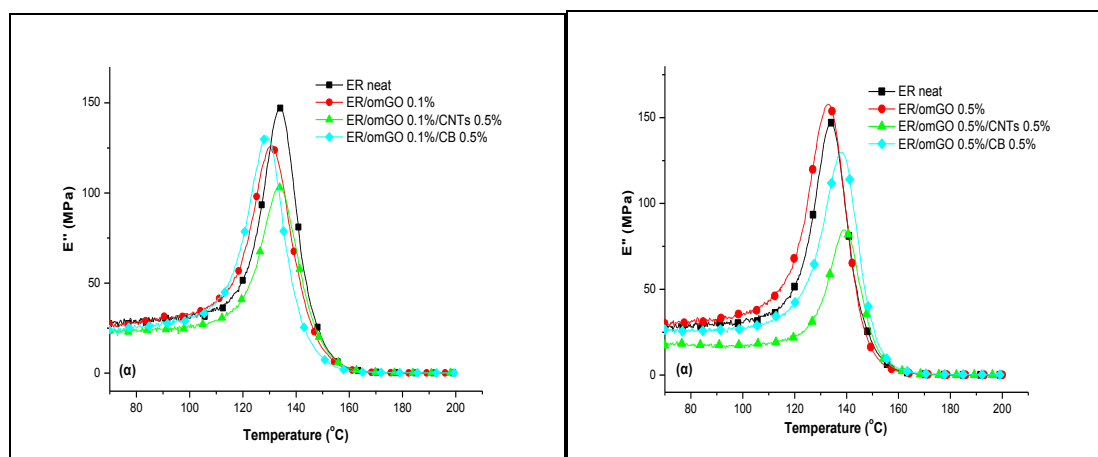 ER neat
ER/omGO 0.1%
ER/omGO 0.1%/CNTs 0.5%
ER/omGO 0.1%/CB 0.5%
150
100
50
0
E'' (MPa)
(α)
80 100 120 140 160 180 200
Temperature (°C)
ER neat
ER/omGO 0.5%
ER/omGO 0.5%/CNTs 0.5%
ER/omGO 0.5%/CB 0.5%
150
100
50
0
E'' (MPa)
(α)
80 100 120 140 160 180 200
Temperature (°C)